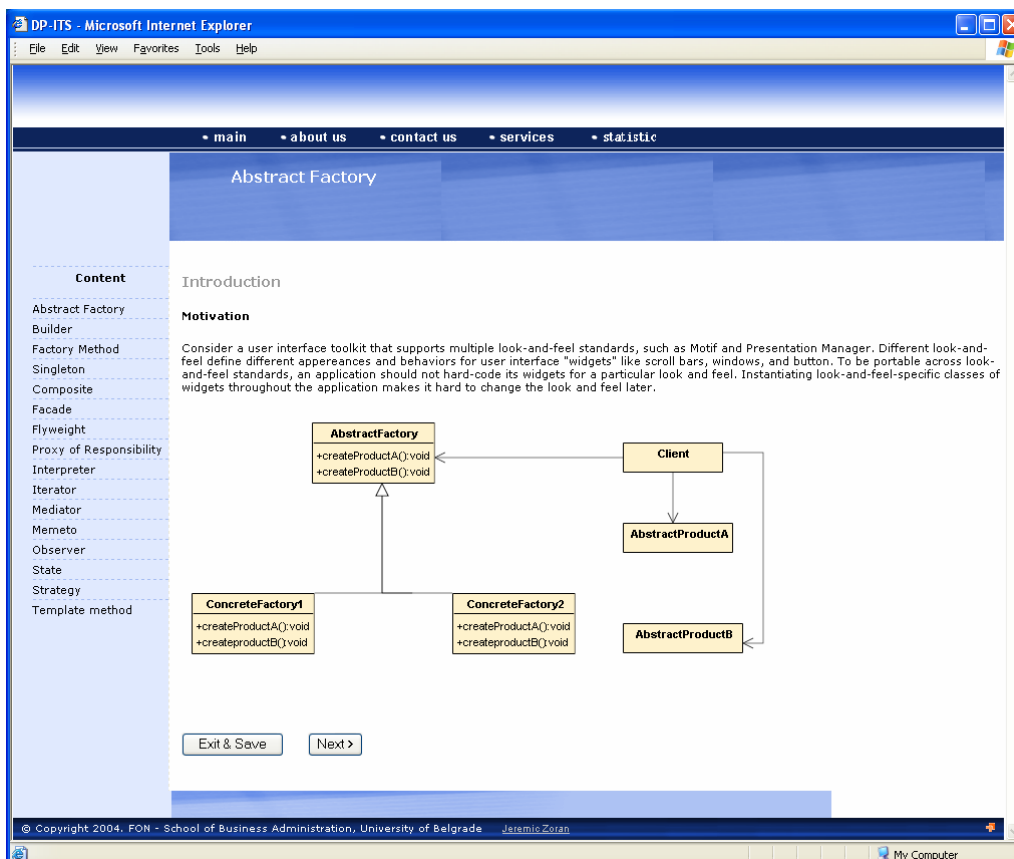 DP-ITS - Microsoft Internet Explorer
File Edit View Favorites Tools Help
• main • about us • contact us • services • statistic
Abstract Factory
Content
Abstract Factory
Builder
Factory Method
Singleton
Composite
Facade
Flyweight
Proxy of Responsibility
Interpreter
Iterator
Mediator
Memeto
Observer
State
Strategy
Template method
Introduction
Motivation
Consider a user interface toolkit that supports multiple look-and-feel standards, such as Motif and Presentation Manager. Different look-and-
feel define different appereances and behaviors for user interface "widgets" like scroll bars, windows, and button. To be portable across look-
and-feel standards, an application should not hard-code its widgets for a particular look and feel. Instantiating look-and-feel-specific classes of
widgets throughout the application makes it hard to change the look and feel later.
AbstractFactory
+createProductA():void
+createProductB():void
Client
AbstractProductA
ConcreteFactory1
+createProductA():void
+createproductB():void
ConcreteFactory2
+createProductA():void
+createproductB():void
AbstractProductB
Exit & Save
Next >
© Copyright 2004. FON - School of Business Administration, University of Belgrade Jeremic Zoran
My Computer